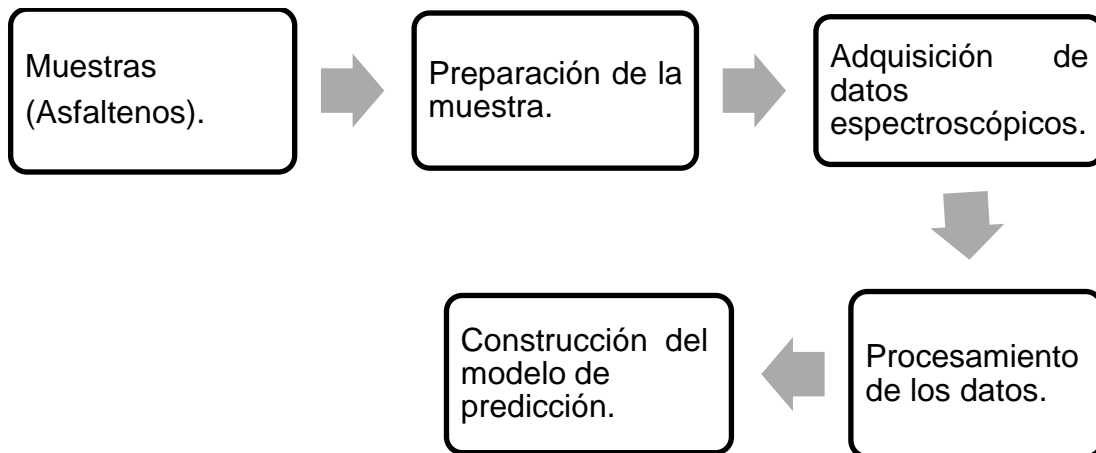 Muestras
(Asfaltenos).
Preparación de la
muestra.
Adquisición de
datos
espectroscópicos.
Procesamiento
de los datos.
Construcción del
modelo de
predicción.